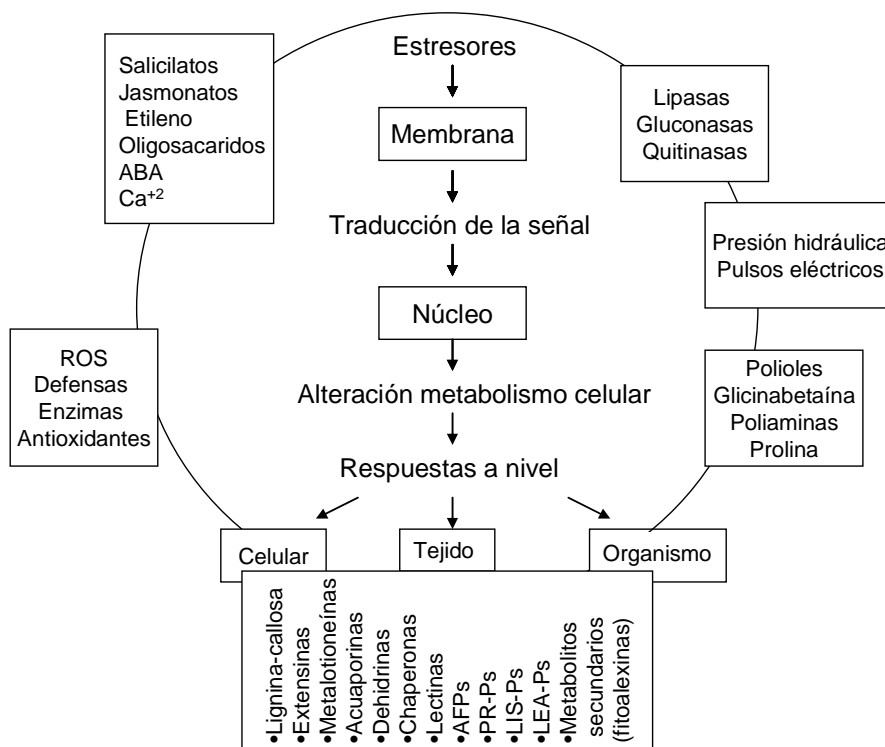 Estresores
Salicilatos
Jasmonatos
Etileno
Oligosacaridos
ABA
Ca+2
Membrana
Lipasas
Gluconasas
Quitinasas
Traducción de la señal
Presión hidráulica
Pulsos eléctricos
Núcleo
ROS
Defensas
Enzimas
Antioxidantes
Alteración metabolismo celular
Polioles
Glicinabetaína
Poliaminas
Prolina
Respuestas a nivel
Celular
Tejido
Organismo
•Lignina-callosa
•Extensinas
•Metalotioneínas
•Acuaporinas
•Dehidrinas
•Chaperonas
•Lectinas
•AFPs
•PR-Ps
•LIS-Ps
•LEA-Ps
•Metabolitos
secundarios
(fitoalexinas)